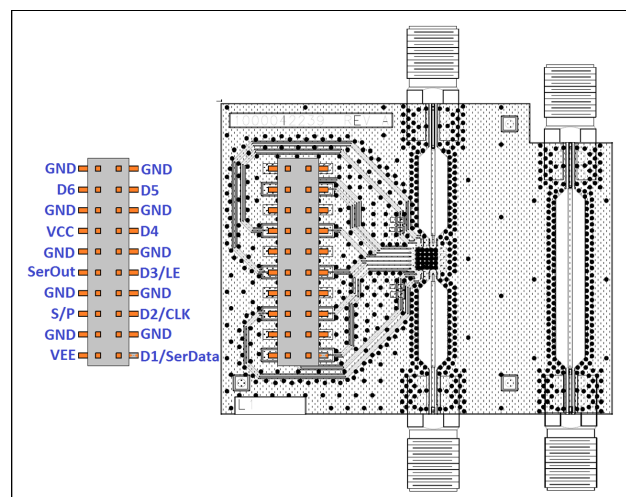 1000042239 REV A
GND GND
D6 D5
GND GND
VCC D4
GND GND
SerOut D3/LE
GND GND
S/P D2/CLK
GND GND
VEE D1/SerData
L